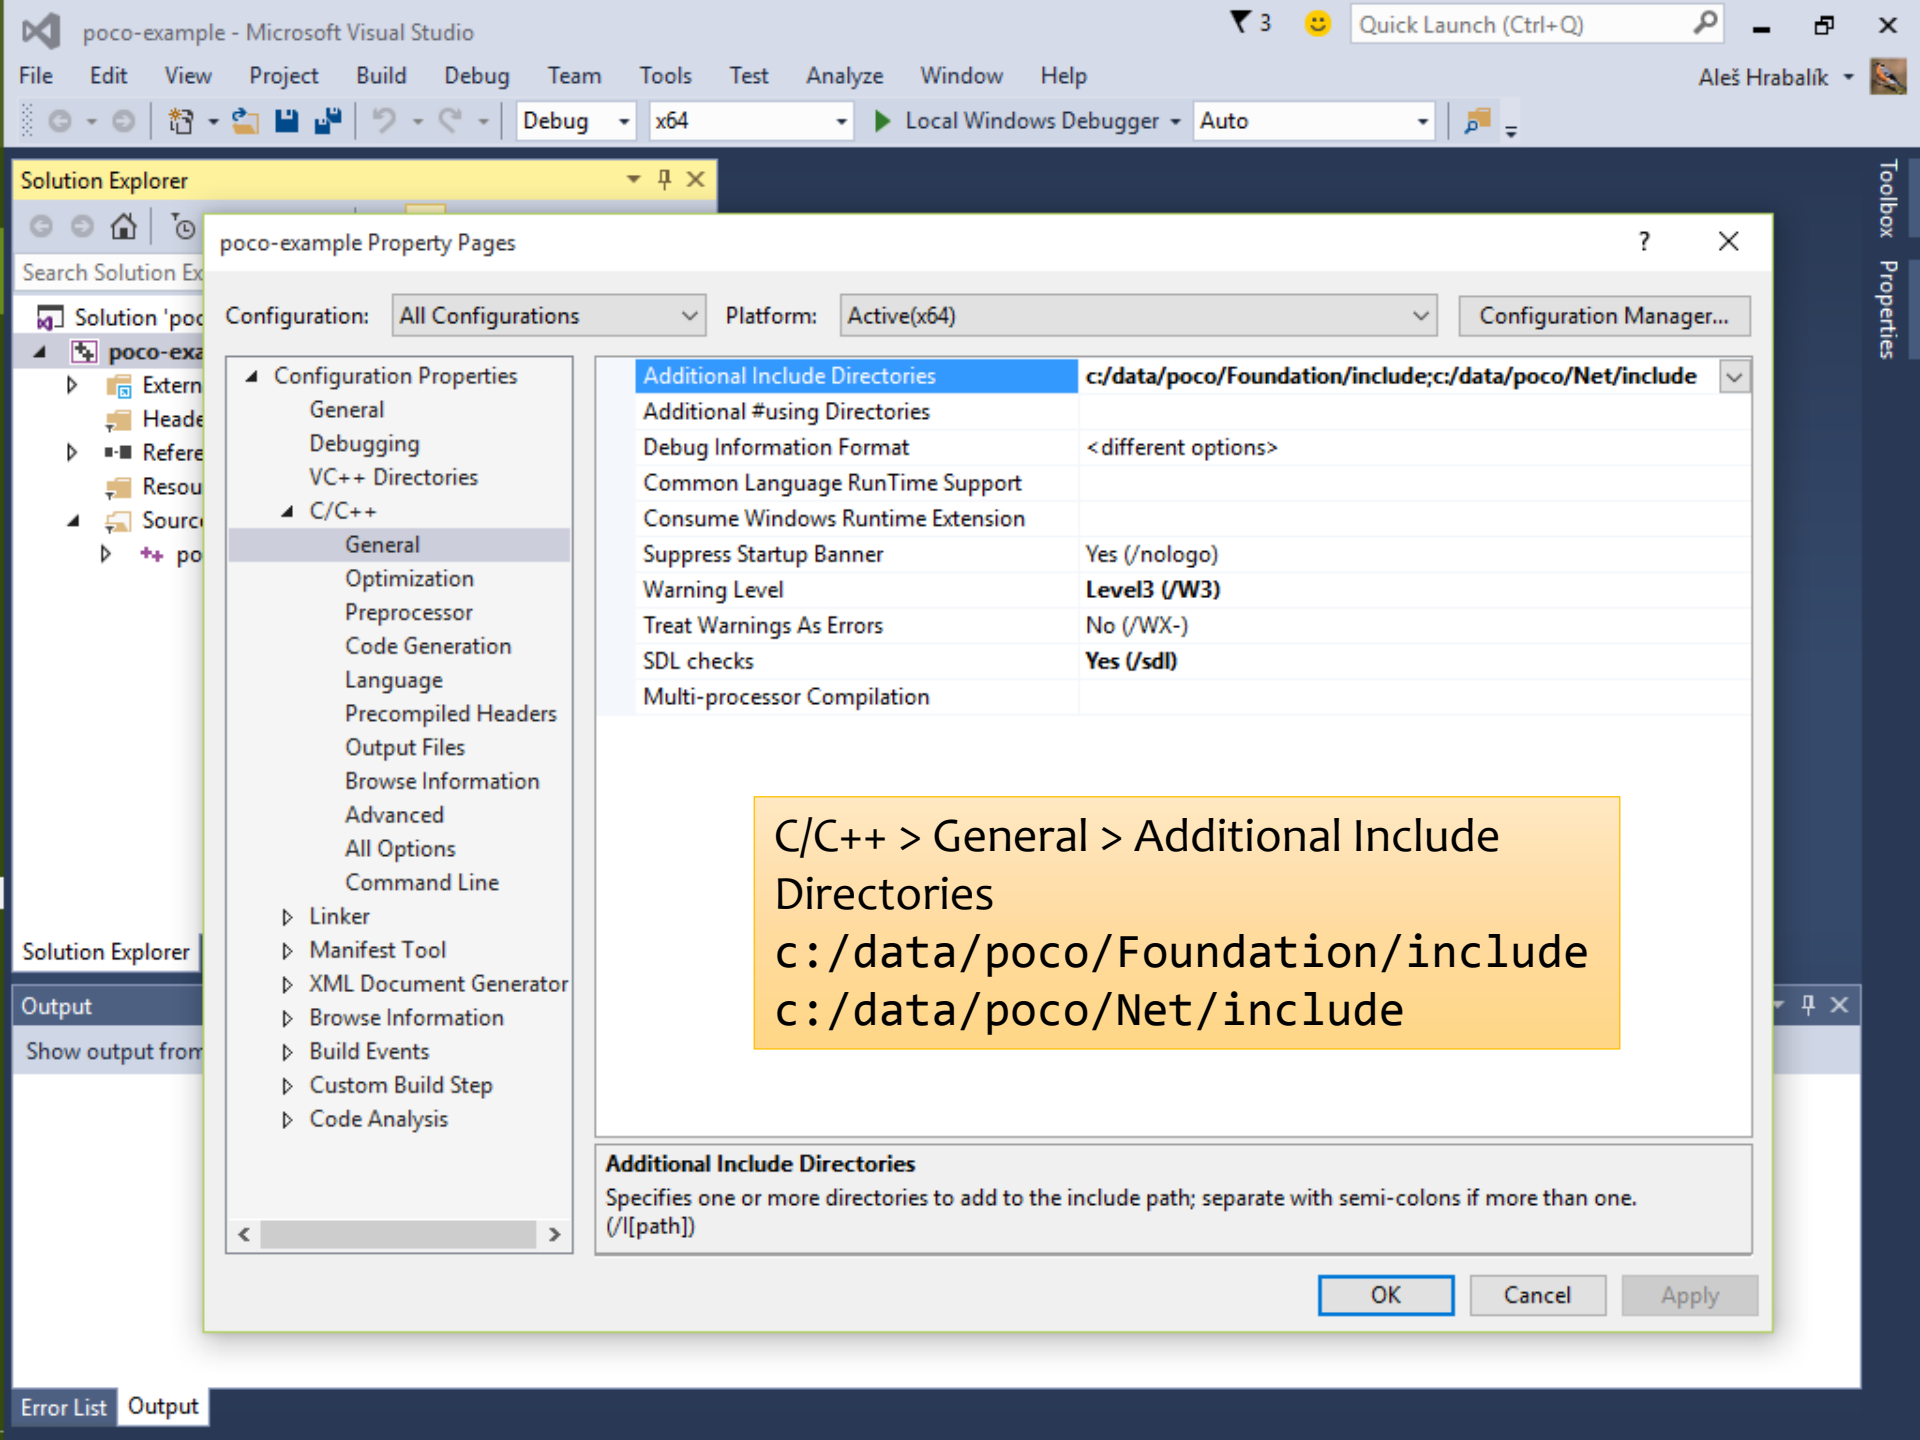 poco-example - Microsoft Visual Studio
3
Quick Launch (Ctrl+Q)
File Edit View Project Build Debug Team Tools Test Analyze Window Help
Aleš Hrabalík
Debug x64 Local Windows Debugger Auto
Solution Explorer
Toolbox
Properties
Search Solution Ex
Solution 'poc
poco-exa
Extern
Heade
Refere
Resou
Sourc
po
Solution Explorer
poco-example Property Pages
?
Configuration: All Configurations Platform: Active(x64) Configuration Manager...
Configuration Properties
General
Debugging
VC++ Directories
C/C++
General
Optimization
Preprocessor
Code Generation
Language
Precompiled Headers
Output Files
Browse Information
Advanced
All Options
Command Line
Linker
Manifest Tool
XML Document Generator
Browse Information
Build Events
Custom Build Step
Code Analysis
Additional Include Directories c:/data/poco/Foundation/include;c:/data/poco/Net/include
Additional #using Directories
Debug Information Format <different options>
Common Language RunTime Support
Consume Windows Runtime Extension
Suppress Startup Banner Yes (/nologo)
Warning Level Level3 (/W3)
Treat Warnings As Errors No (/WX-)
SDL checks Yes (/sdl)
Multi-processor Compilation
C/C++ > General > Additional Include
Directories
c:/data/poco/Foundation/include
c:/data/poco/Net/include
Additional Include Directories
Specifies one or more directories to add to the include path; separate with semi-colons if more than one.
(/I[path])
OK Cancel Apply
Output
Show output from
Error List Output